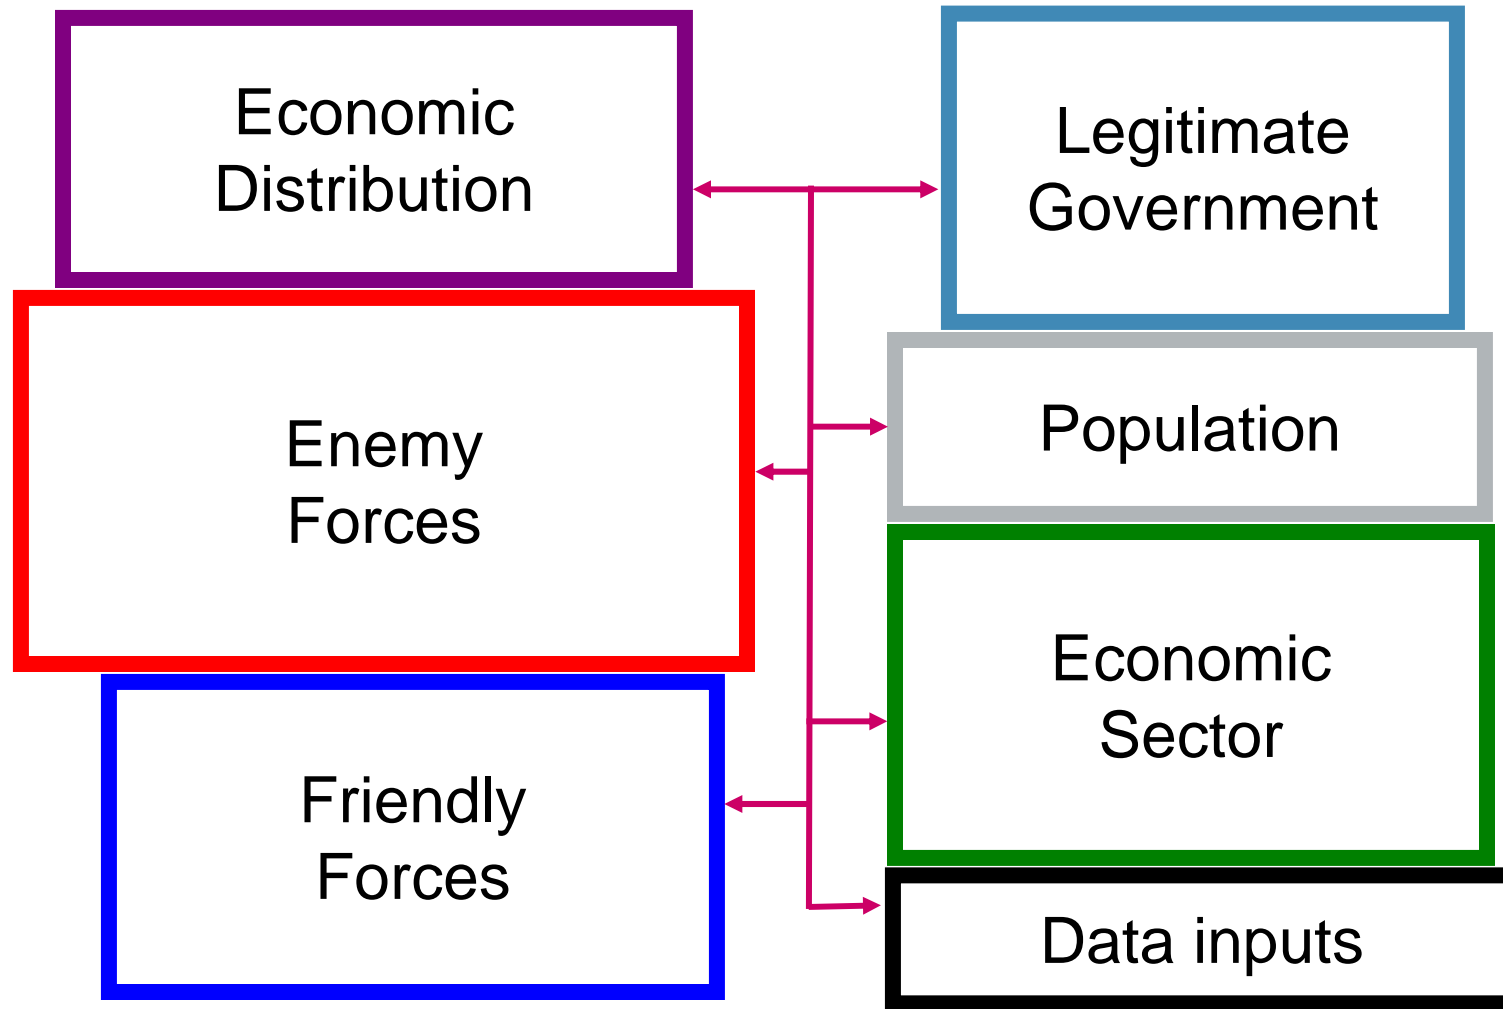 Economic
Distribution
Enemy
Forces
Friendly
Forces
Legitimate
Government
Population
Economic
Sector
Data inputs